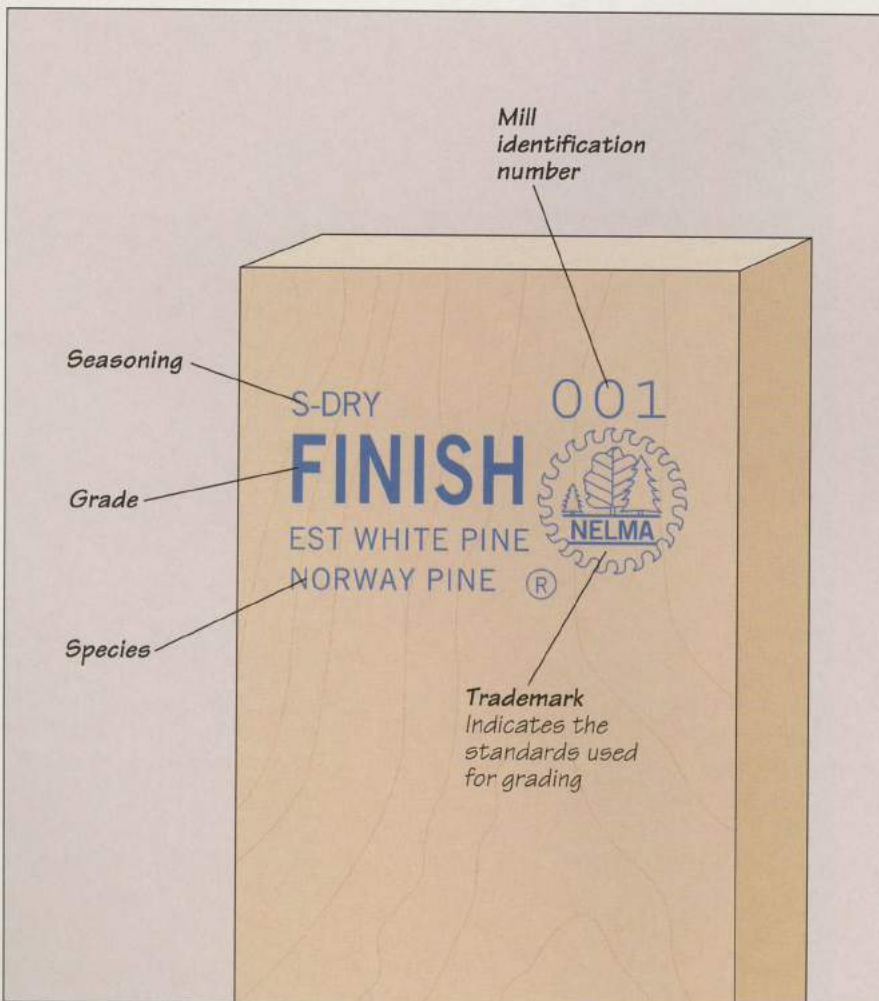 Mill
identification
number
Seasoning
S-DRY
001
Grade
FINISH
EST WHITE PINE
NELMA
NORWAY PINE ®
Species
Trademark
Indicates the
standards used
for grading